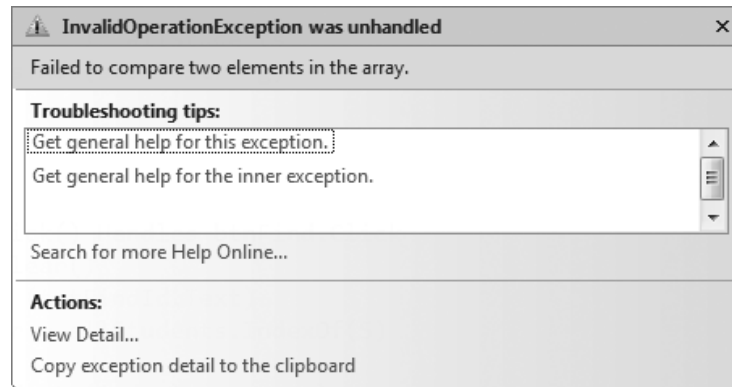 InvalidOperationException was unhandled
Failed to compare two elements in the array.
Troubleshooting tips:
Get general help for this exception.
Get general help for the inner exception.
Search for more Help Online...
Actions:
View Detail...
Copy exception detail to the clipboard